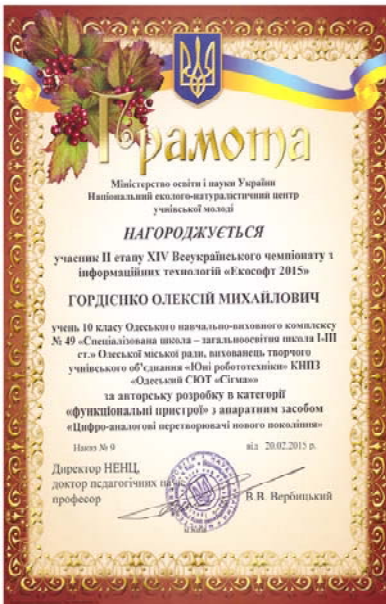 Грамота
Міністерство освіти і науки України
Національний еколого-натуралістичний центр
учнівської молоді
НАГОРОДЖУЄТЬСЯ
учасник II етапу XIV Всеукраїнського чемпіонату з
інформаційних технологій «Екософт 2015»
ГОРДІЄНКО ОЛЕКСІЙ МИХАЙЛОВИЧ
учень 10 класу Одеського навчально-виховного комплексу
№ 49 «Спеціалізована школа – загальноосвітня школа I-III
ст.» Одеської міської ради, вихованець творчого
учнівського об'єднання «Юні робототехніки» КНПЗ
«Одеський СЮТ «Сігма»»
за авторську розробку в категорії
«функціональні пристрої» з апаратним засобом
«Цифро-аналогові перетворювачі нового покоління»
Наказ № 9 від 20.02.2015 р.
Директор НЕНЦ,
доктор педагогічних
професор В.В. Вербицький